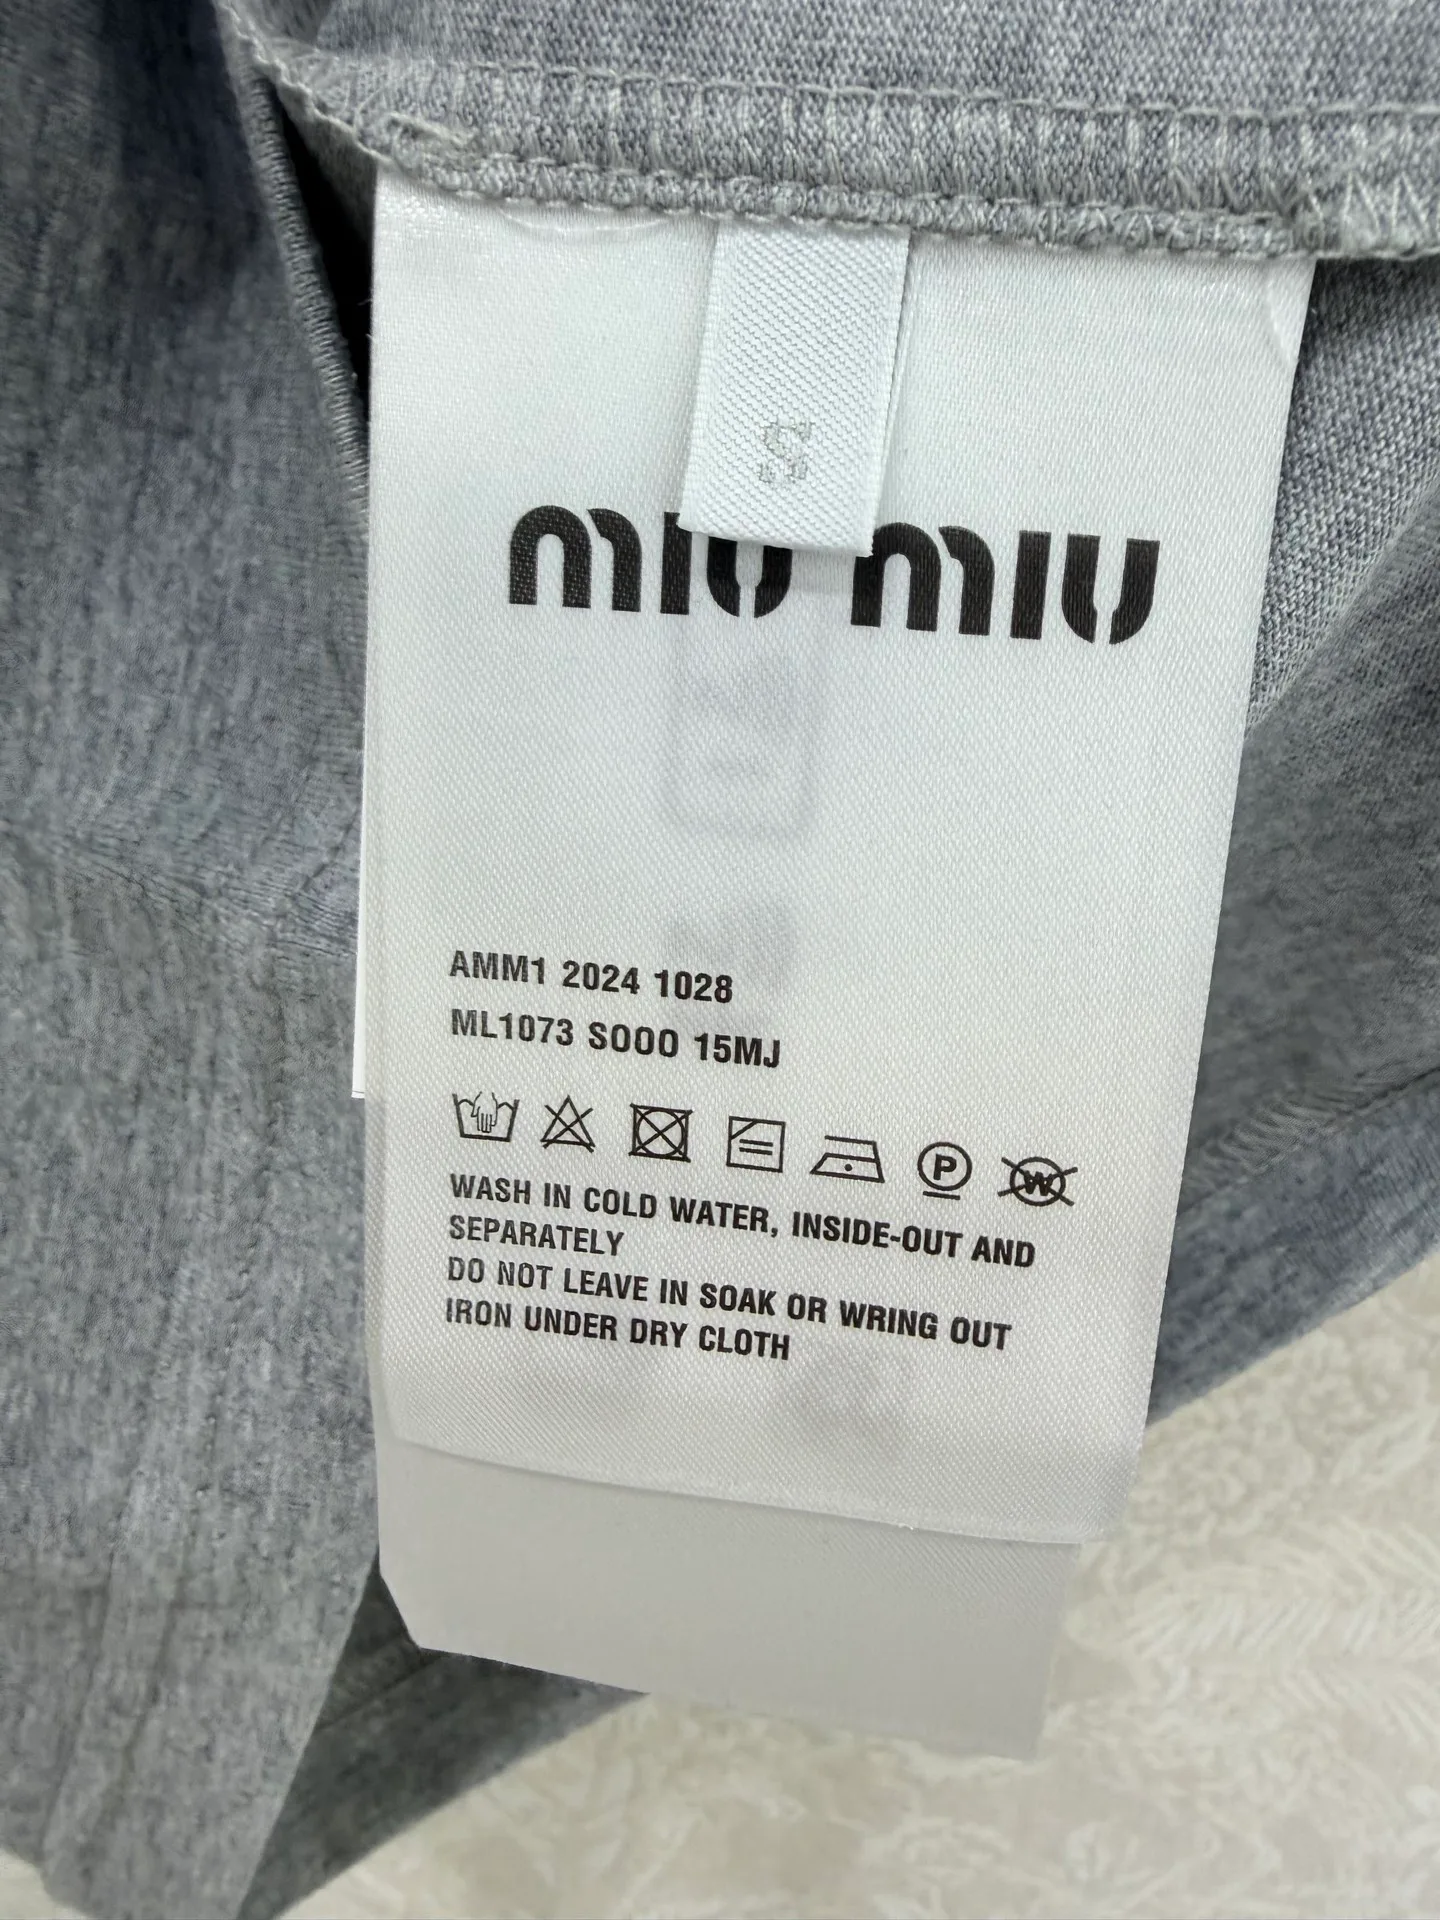 S
miu miu
AMM1 2024 1028
ML1073 S000 15MJ
P W
WASH IN COLD WATER, INSIDE-OUT AND
SEPARATELY
DO NOT LEAVE IN SOAK OR WRING OUT
IRON UNDER DRY CLOTH